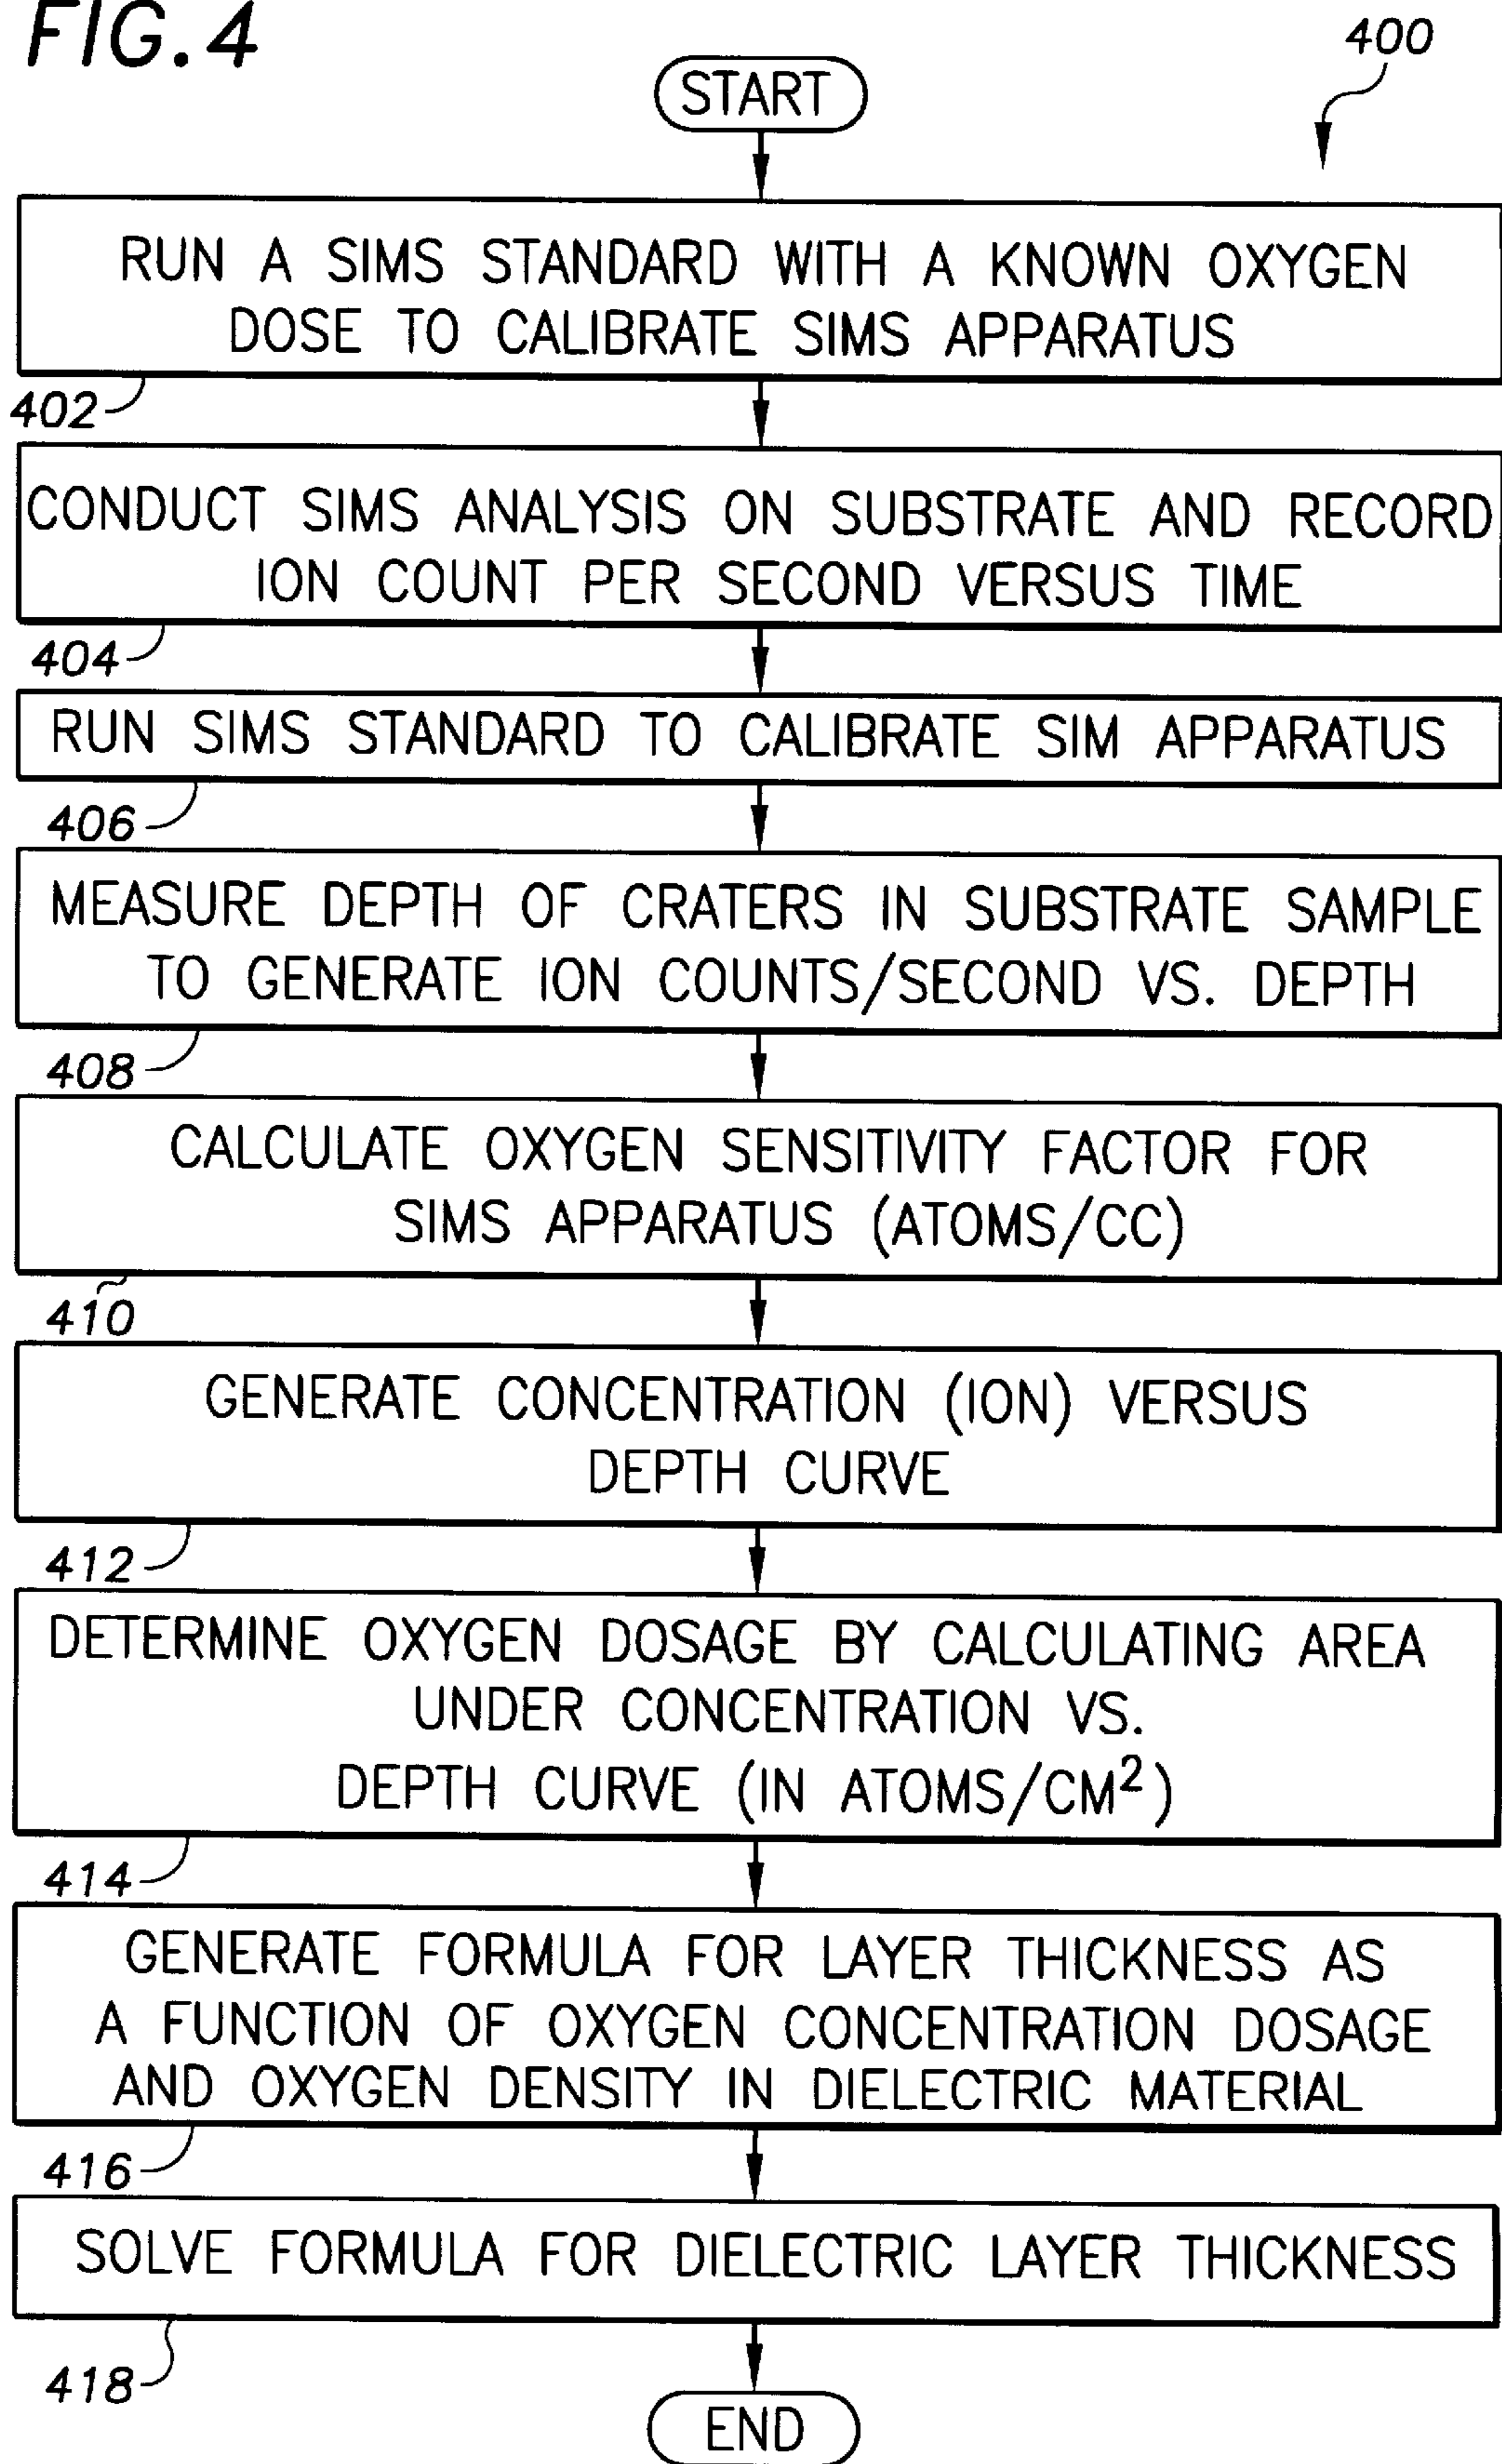 FIG.4
400
START
RUN A SIMS STANDARD WITH A KNOWN OXYGEN
DOSE TO CALIBRATE SIMS APPARATUS
402
CONDUCT SIMS ANALYSIS ON SUBSTRATE AND RECORD
ION COUNT PER SECOND VERSUS TIME
404
RUN SIMS STANDARD TO CALIBRATE SIM APPARATUS
406
MEASURE DEPTH OF CRATERS IN SUBSTRATE SAMPLE
TO GENERATE ION COUNTS/SECOND VS. DEPTH
408
CALCULATE OXYGEN SENSITIVITY FACTOR FOR
SIMS APPARATUS (ATOMS/CC)
410
GENERATE CONCENTRATION (ION) VERSUS
DEPTH CURVE
412
DETERMINE OXYGEN DOSAGE BY CALCULATING AREA
UNDER CONCENTRATION VS.
DEPTH CURVE (IN ATOMS/CM²)
414
GENERATE FORMULA FOR LAYER THICKNESS AS
A FUNCTION OF OXYGEN CONCENTRATION DOSAGE
AND OXYGEN DENSITY IN DIELECTRIC MATERIAL
416
SOLVE FORMULA FOR DIELECTRIC LAYER THICKNESS
418
END